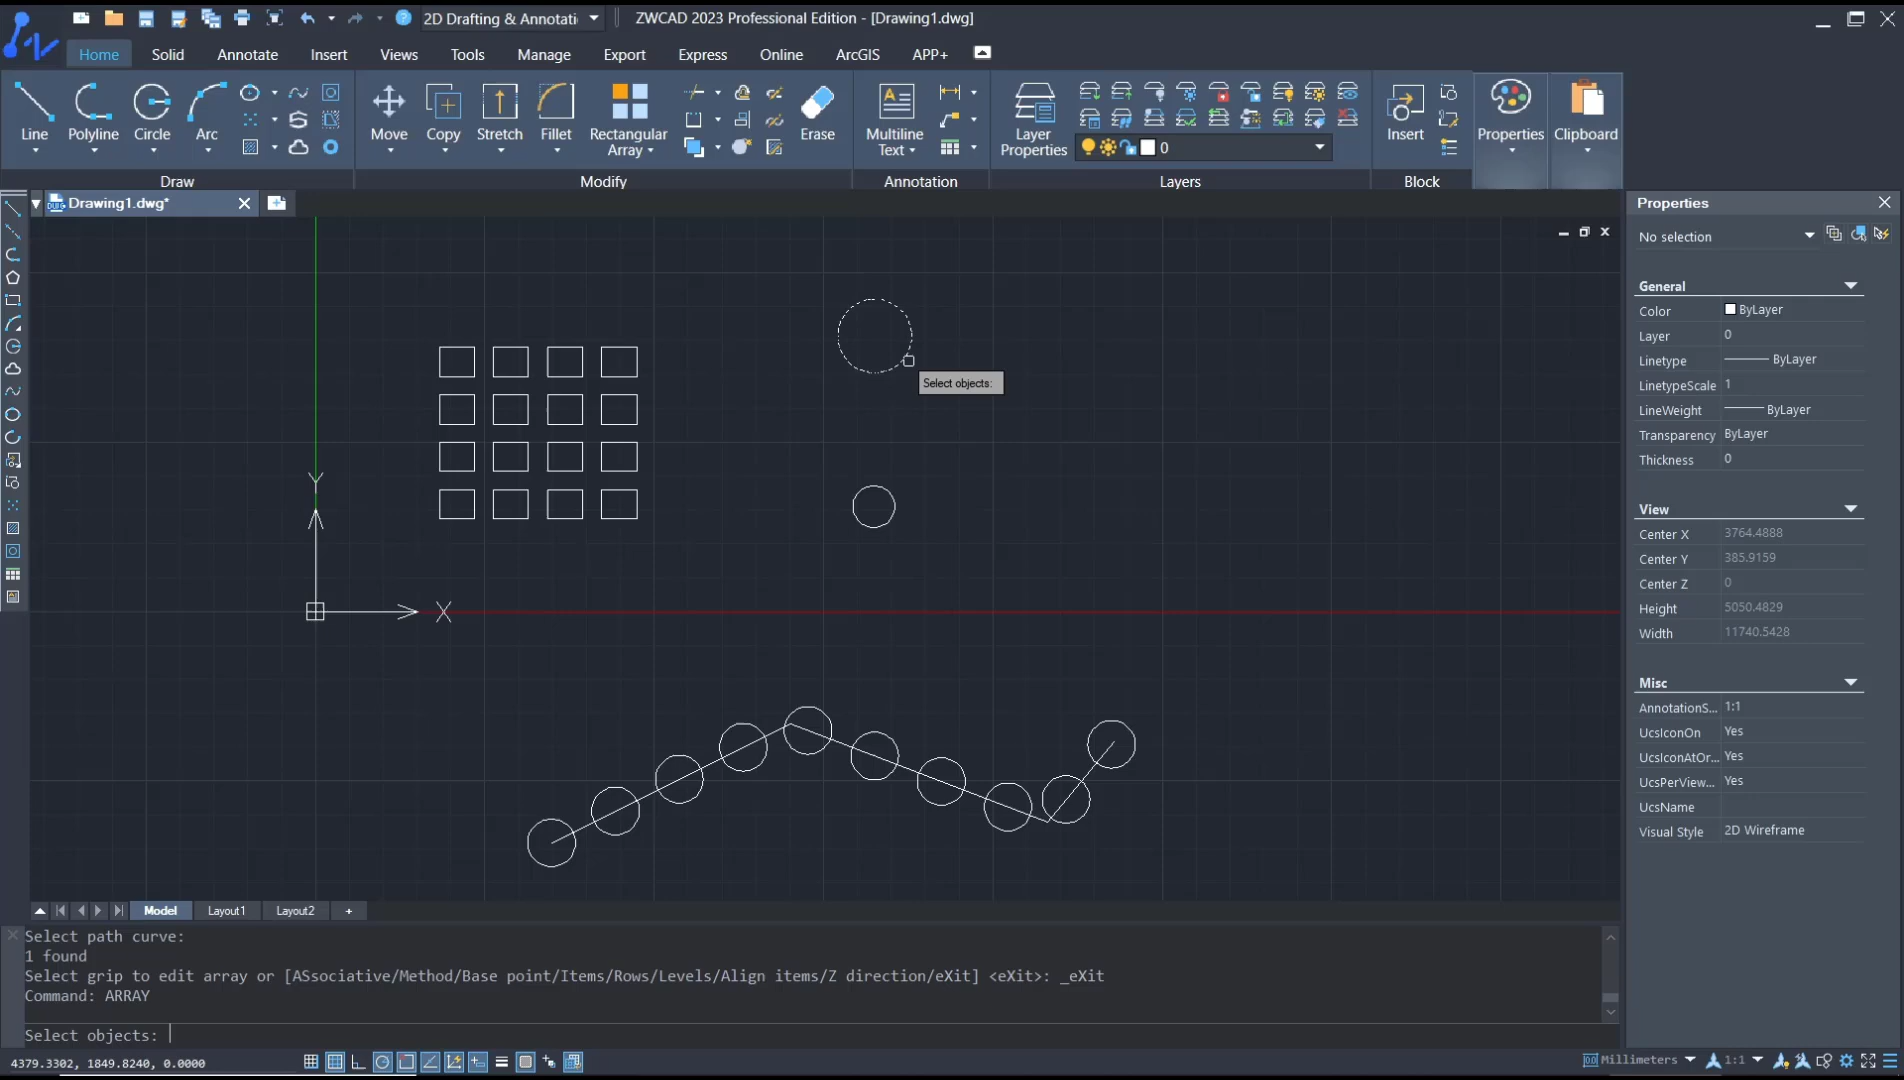 2D Drafting & Annotati
ZWCAD 2023 Professional Edition - [Drawing1.dwg]
Home
Solid
Annotate
Insert
Views
Tools
Manage
Export
Express
Online
ArcGIS
APP+
Line
Polyline
Circle
Arc
Move
Copy
Stretch
Fillet
Rectangular
Array
Erase
Multiline
Text
Layer
Properties
0
Insert
Properties
Clipboard
Draw
Modify
Annotation
Layers
Block
Drawing1.dwg*
Properties
No selection
General
Color ByLayer
Layer 0
Linetype ByLayer
LinetypeScale 1
LineWeight ByLayer
Transparency ByLayer
Thickness 0
View
Center X 3764.4888
Center Y 385.9159
Center Z 0
Height 5050.4829
Width 11740.5428
Misc
AnnotationS... 1:1
UcsIconOn Yes
UcsIconAtOr... Yes
UcsPerView... Yes
UcsName
Visual Style 2D Wireframe
Select objects:
Y
X
Model
Layout1
Layout2
+
Select path curve:
1 found
Select grip to edit array or [ASsociative/Method/Base point/Items/Rows/Levels/Align items/Z direction/eXit] <eXit>: _eXit
Command: ARRAY
Select objects:
4379.3302, 1849.8240, 0.0000
Millimeters
1:1